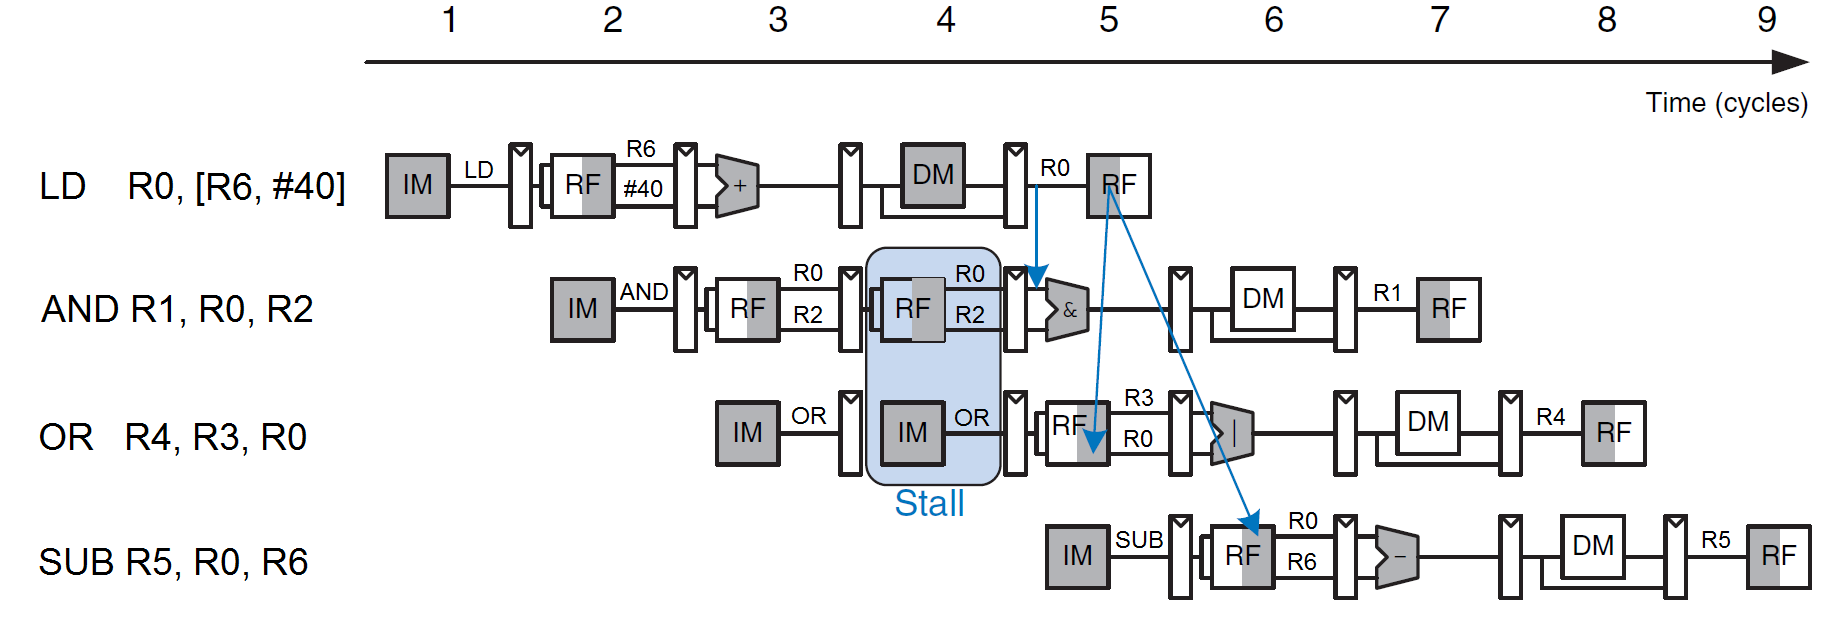 1 2 3 4 5 6 7 8 9
Time (cycles)
LD R0, [R6, #40] IM LD RF R6 #40 + DM R0 RF
AND R1, R0, R2 IM AND RF R0 R2 RF R0 R2 & DM R1 RF
OR R4, R3, R0 IM OR IM OR RF R3 R0 | DM R4 RF
Stall
SUB R5, R0, R6 IM SUB RF R0 R6 - DM R5 RF